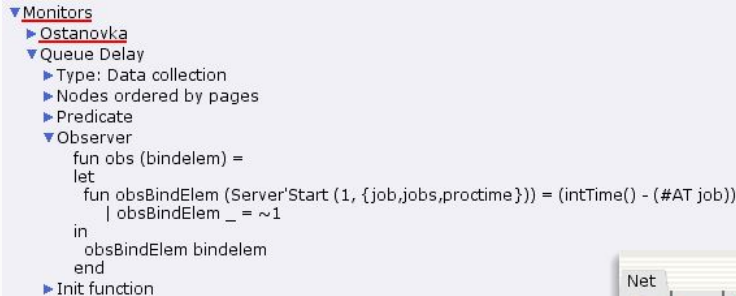 Monitors
Ostanovka
Queue Delay
Type: Data collection
Nodes ordered by pages
Predicate
Observer
fun obs (bindelem) =
let
fun obsBindElem (Server'Start (1, {job,jobs,proctime})) = (intTime() - (#AT job))
| obsBindElem _ = ~1
in
obsBindElem bindelem
end
Init function
Net